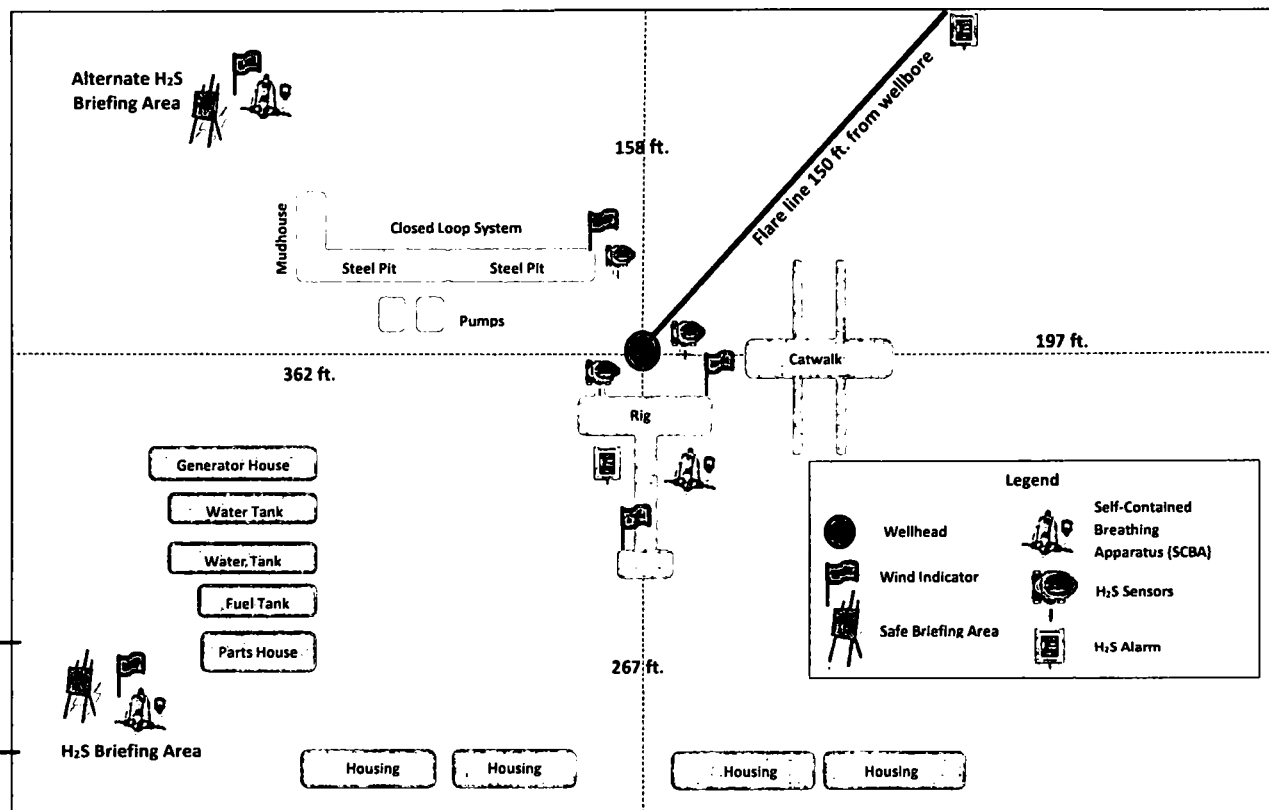 Alternate H₂S
Briefing Area
158 ft.
Flare line 150 ft. from wellbore
Mudhouse
Closed Loop System
Steel Pit
Steel Pit
Pumps
362 ft.
197 ft.
Catwalk
Rig
Generator House
Water Tank
Water Tank
Fuel Tank
Parts House
H₂S Briefing Area
267 ft.
Housing
Housing
Housing
Housing
Legend
Wellhead
Wind Indicator
Safe Briefing Area
Self-Contained
Breathing
Apparatus (SCBA)
H₂S Sensors
H₂S Alarm